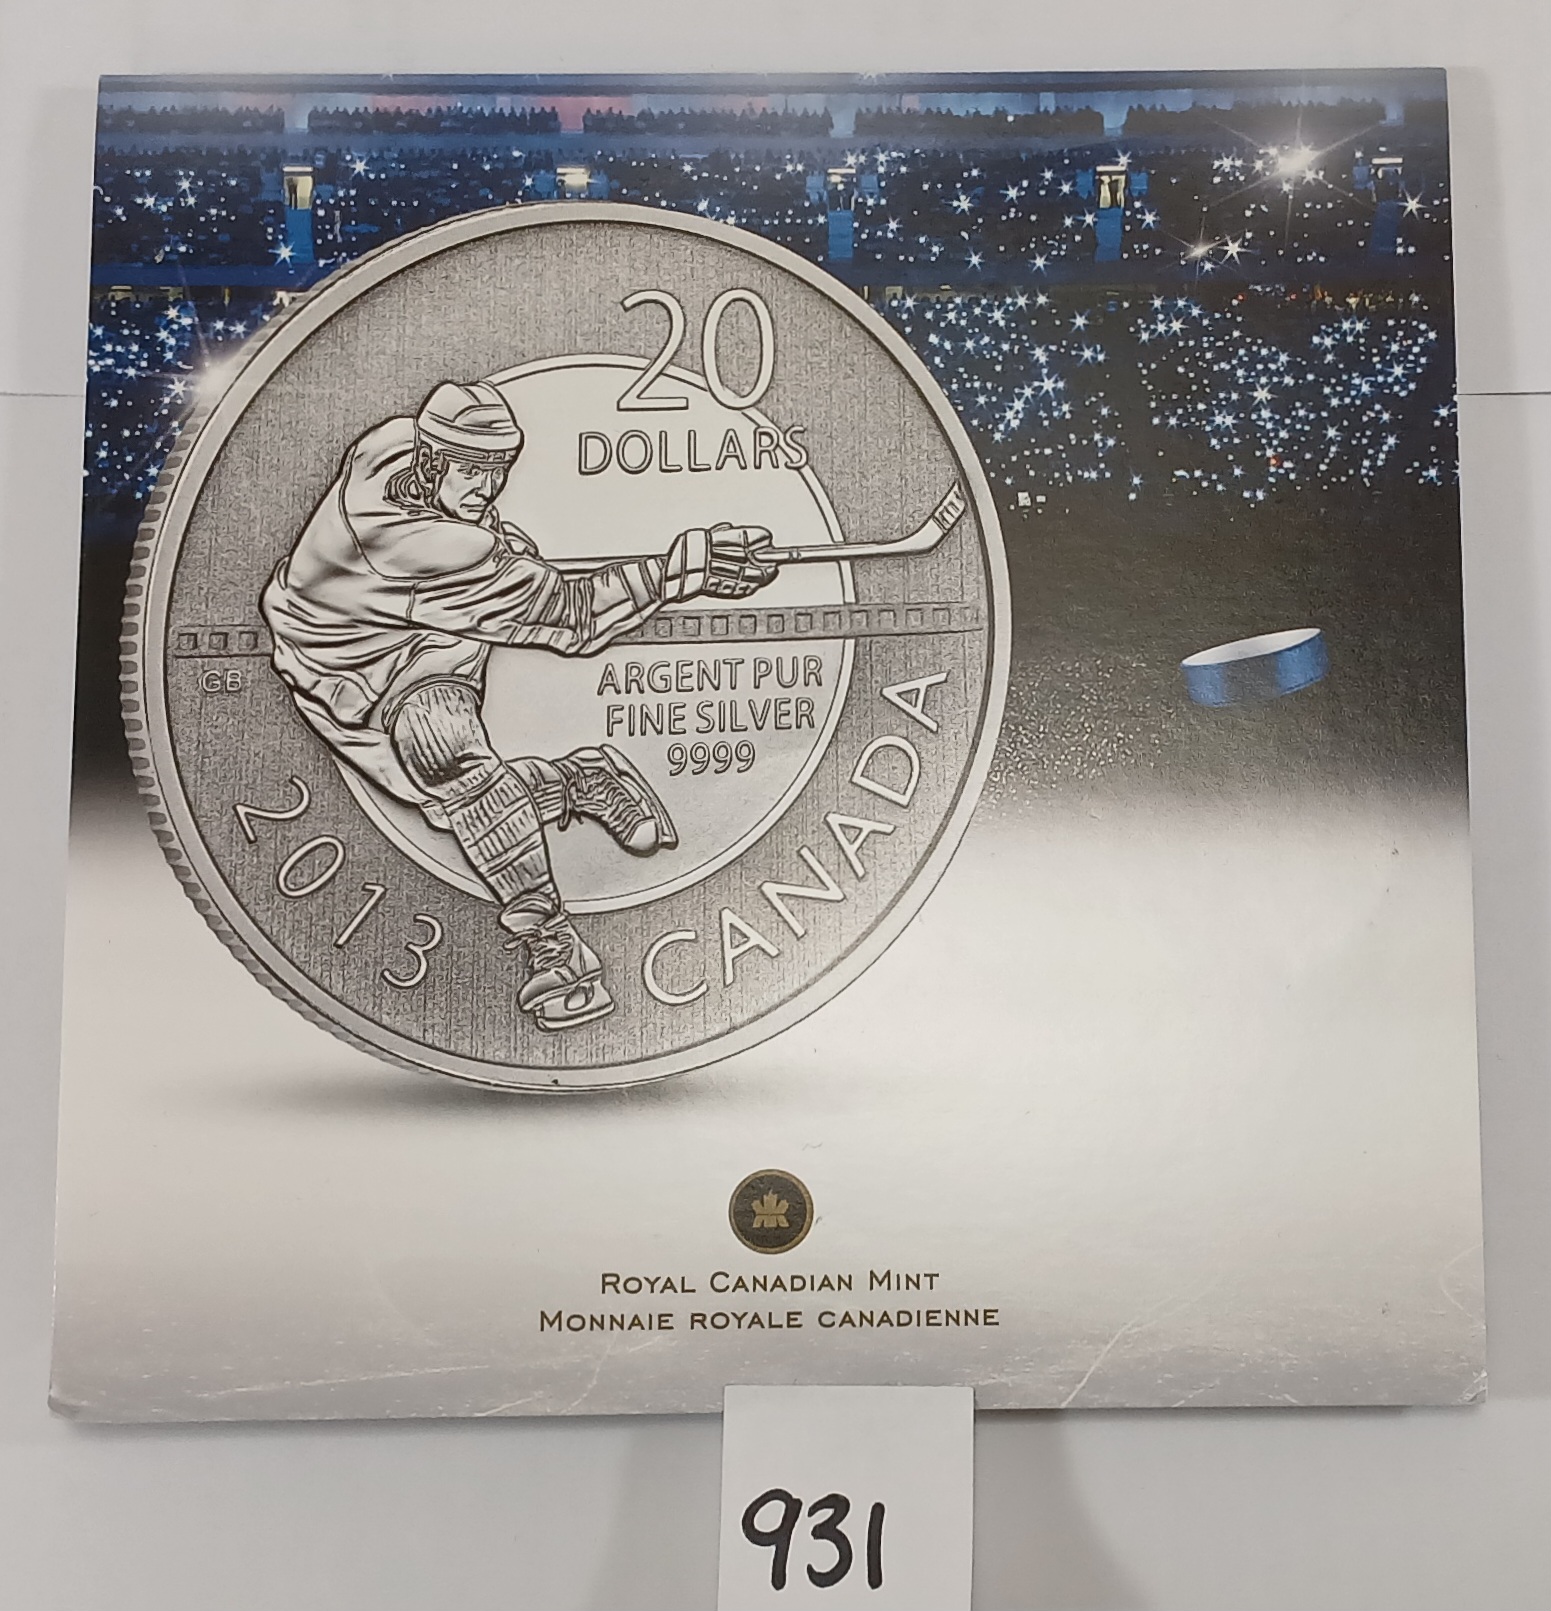 20
DOLLARS
ARGENT PUR
FINE SILVER
9999
GB
2013
CANADA
ROYAL CANADIAN MINT
MONNAIE ROYALE CANADIENNE
931